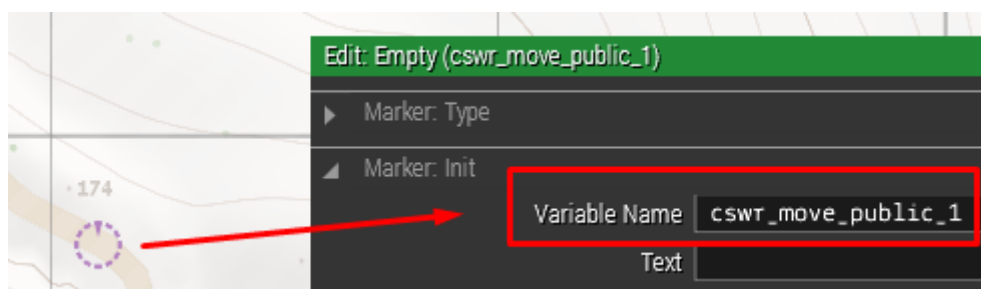 Edit: Empty (cswr_move_public_1)
Marker: Type
Marker: Init
174
Variable Name cswr_move_public_1
Text